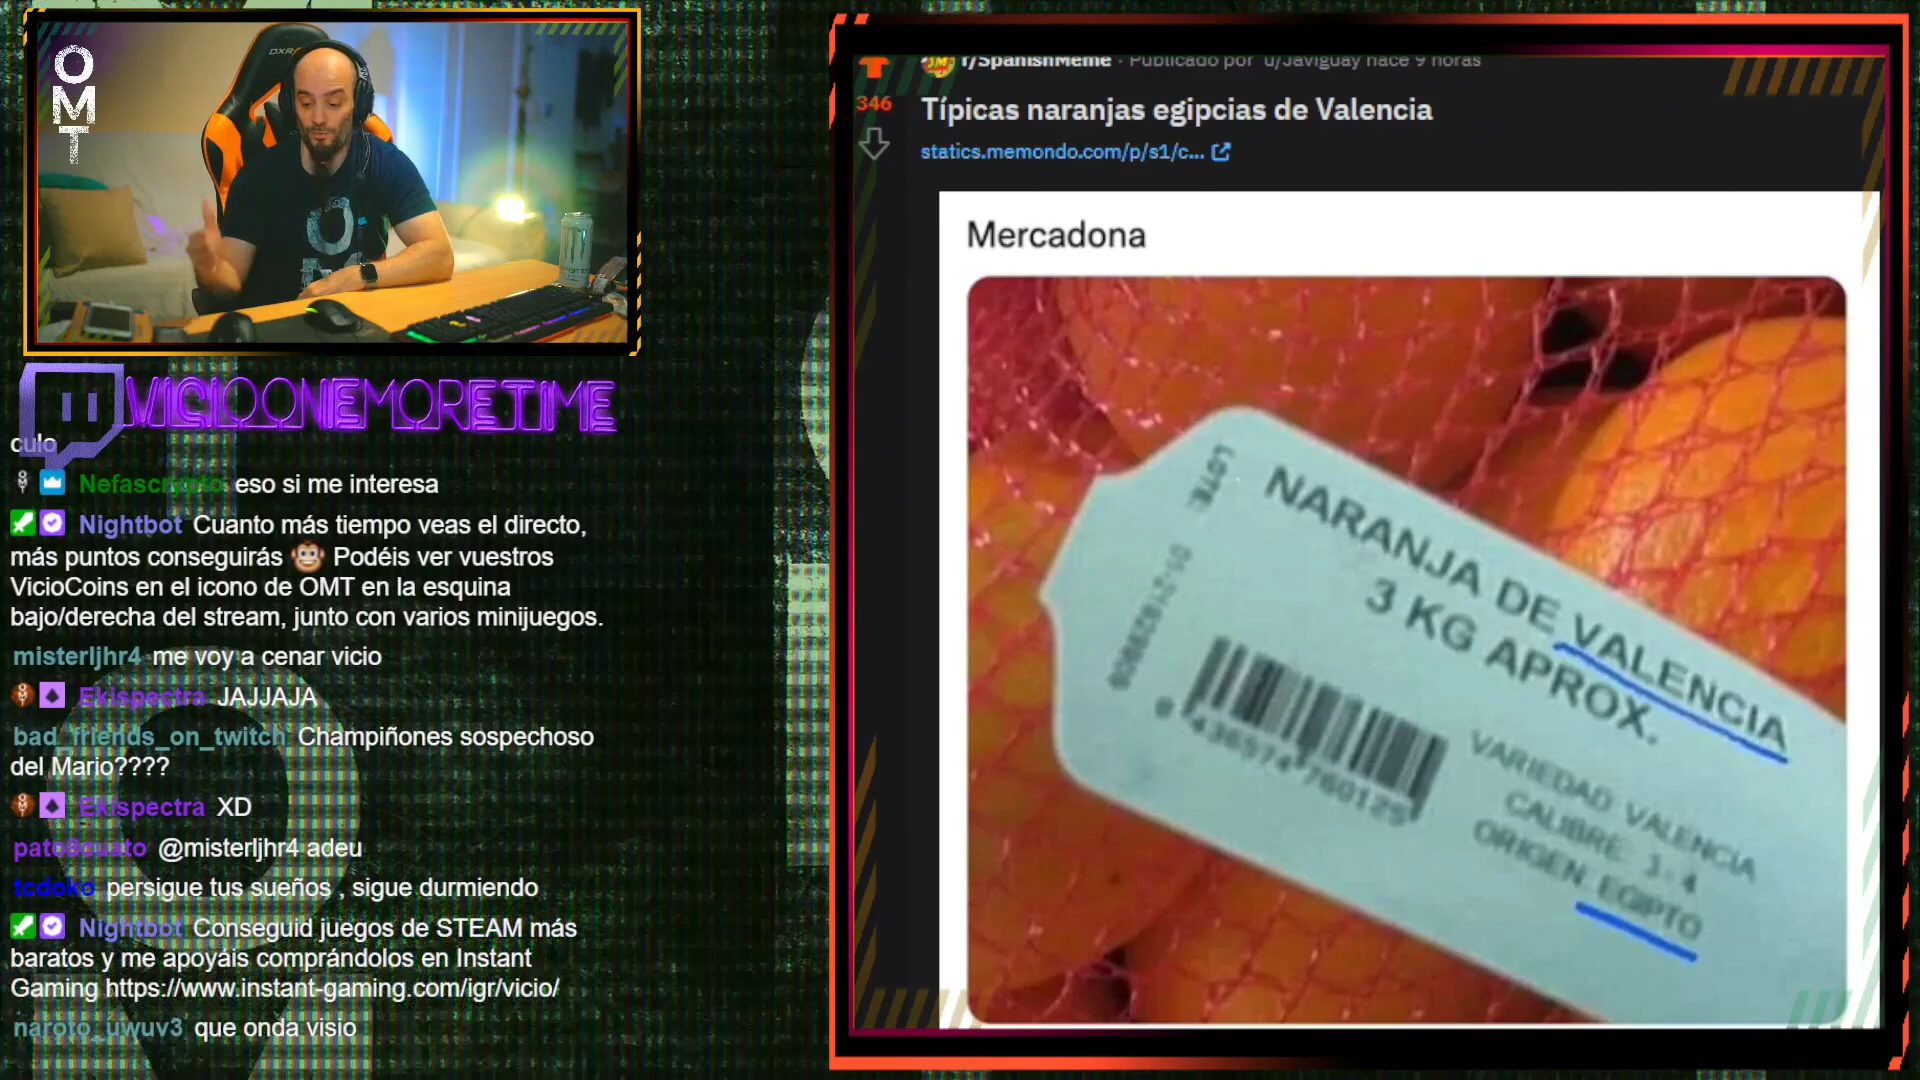 OMT
DXR
VICIOONEMORETIME
culo
Nefascrypto eso si me interesa
Nightbot Cuanto más tiempo veas el directo,
más puntos conseguirás Podéis ver vuestros
VicioCoins en el icono de OMT en la esquina
bajo/derecha del stream, junto con varios minijuegos.
misterljhr4 me voy a cenar vicio
Ekispectra JAJJAJA
bad_friends_on_twitch Champiñones sospechoso
del Mario????
Ekispectra XD
pato8cuato @misterljhr4 adeu
tcdoko persigue tus sueños , sigue durmiendo
Nightbot Conseguid juegos de STEAM más
baratos y me apoyáis comprándolos en Instant
Gaming https://www.instant-gaming.com/igr/vicio/
naroto_uwuv3 que onda visio
r/SpanishMeme · Publicado por u/Javiguay hace 9 horas
346
Típicas naranjas egipcias de Valencia
statics.memondo.com/p/s1/c...
Mercadona
LOTE:
NARANJA DE VALENCIA
3 KG APROX.
8 436574 760125
VARIEDAD VALENCIA
CALIBRE: 3 - 4
ORIGEN: EGIPTO